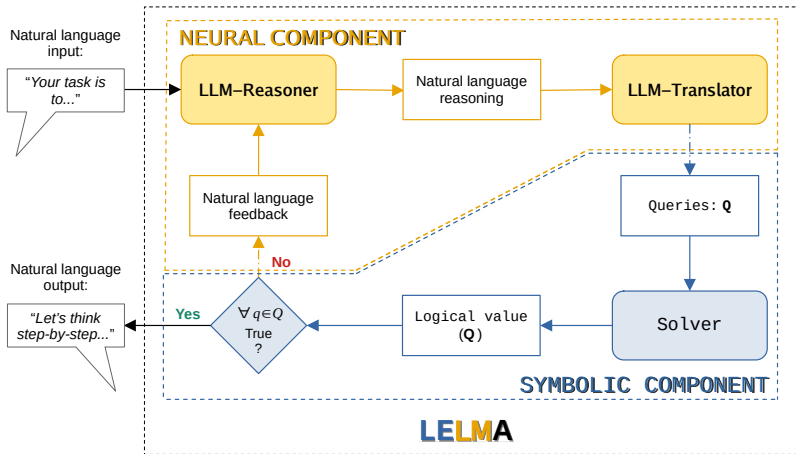 Natural language
input:
“Your task is
to...”
NEURAL COMPONENT
LLM–Reasoner
Natural language
reasoning
LLM–Translator
Natural language
feedback
Queries: Q
No
Natural language
output:
“Let’s think
step-by-step...”
Yes
∀ q∈Q
True
?
Logical value
(Q)
Solver
SYMBOLIC COMPONENT
LELMA